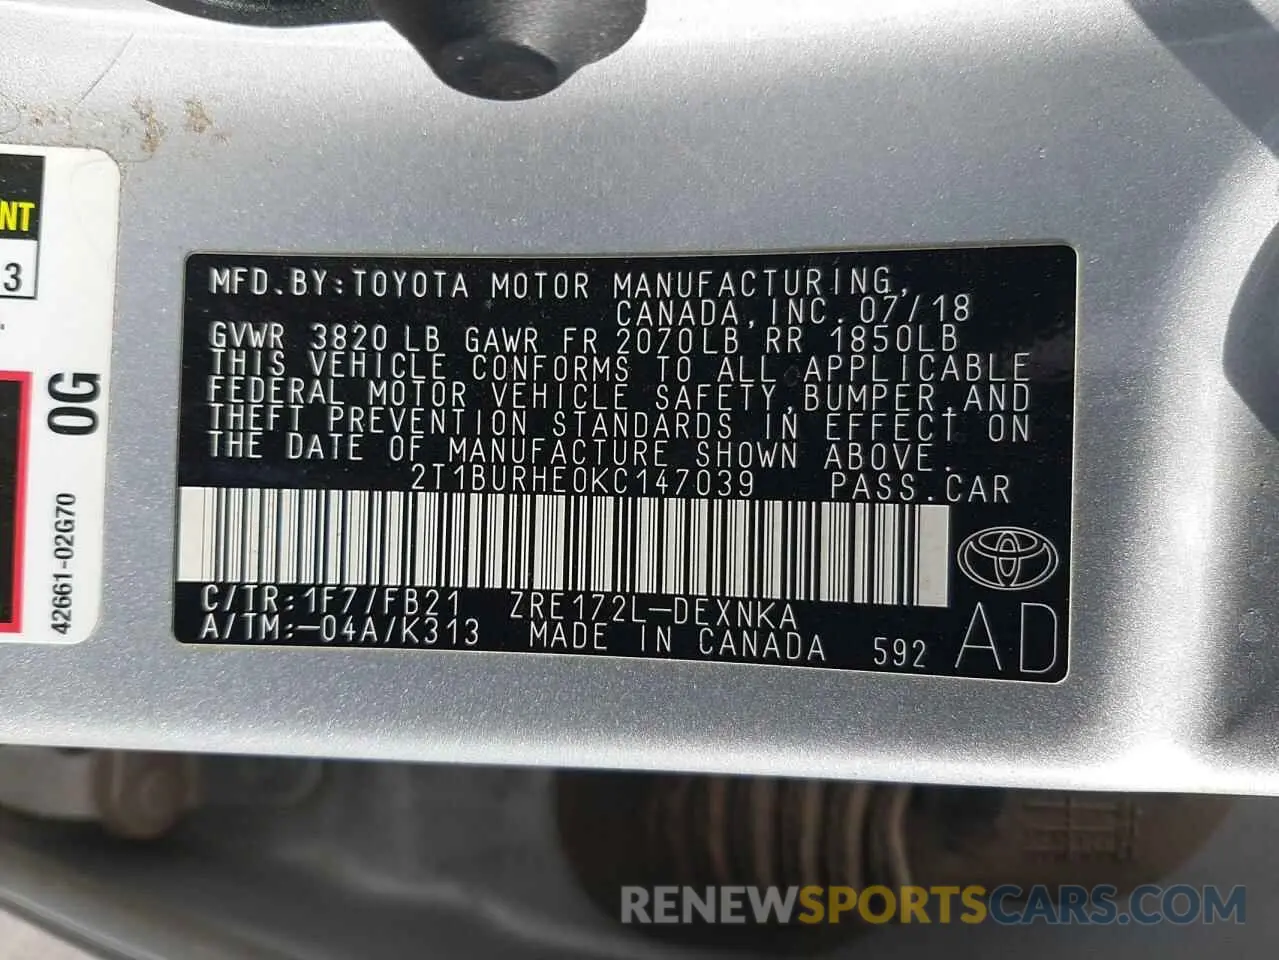 NT
3
0G
42661-02G70
MFD.BY:TOYOTA MOTOR MANUFACTURING,
CANADA,INC.07/18
GVWR 3820LB GAWR FR 2070LB RR 1850LB
THIS VEHICLE CONFORMS TO ALL APPLICABLE
FEDERAL MOTOR VEHICLE SAFETY,BUMPER,AND
THEFT PREVENTION STANDARDS IN EFFECT ON
THE DATE OF MANUFACTURE SHOWN ABOVE.
2T1BURHE0KC147039 PASS.CAR
C/TR:1F7/FB21 ZRE172L-DEXNKA
A/TM:-04A/K313 MADE IN CANADA 592
AD
RENEWSPORTSCARS.COM